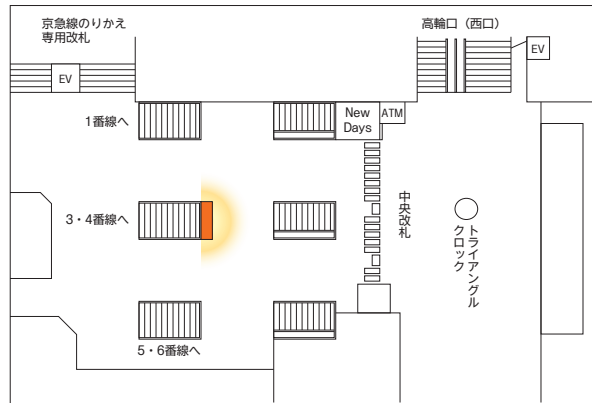 京急線のりかえ
専用改札
EV
高輪口（西口）
EV
1番線へ
New
Days
ATM
3・4番線へ
中央改札
トライアングル
クロック
5・6番線へ